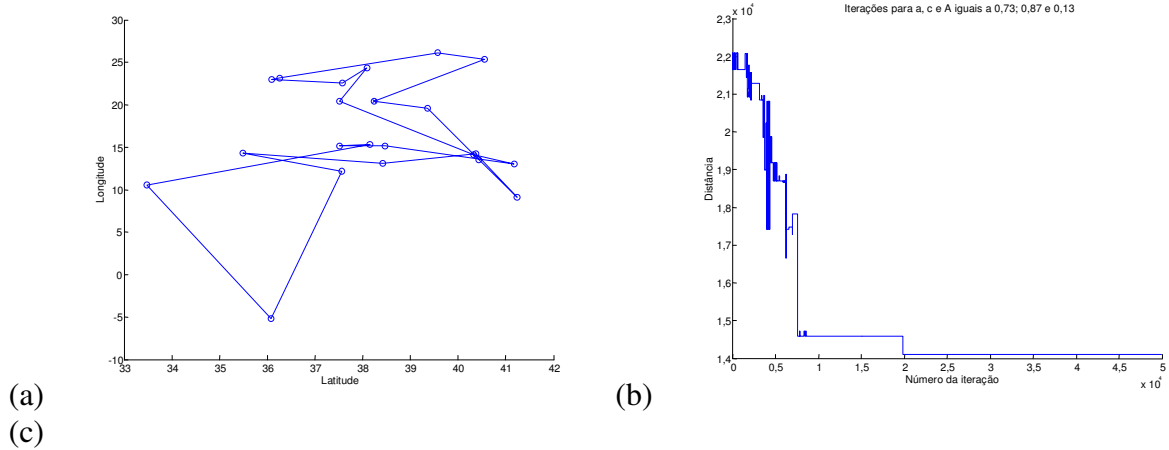 40
35
30
25
20
15
10
5
0
-5
-10
33 34 35 36 37 38 39 40 41 42
Longitude
Latitude
(a)
Iterações para a, c e A iguais a 0,73; 0,87 e 0,13
x 10⁴
2,3
2,2
2,1
2
1,9
1,8
1,7
1,6
1,5
1,4
0 0,5 1 1,5 2 2,5 3 3,5 4 4,5 5
Distância
Número da iteração
x 10⁴
(b)
(c)